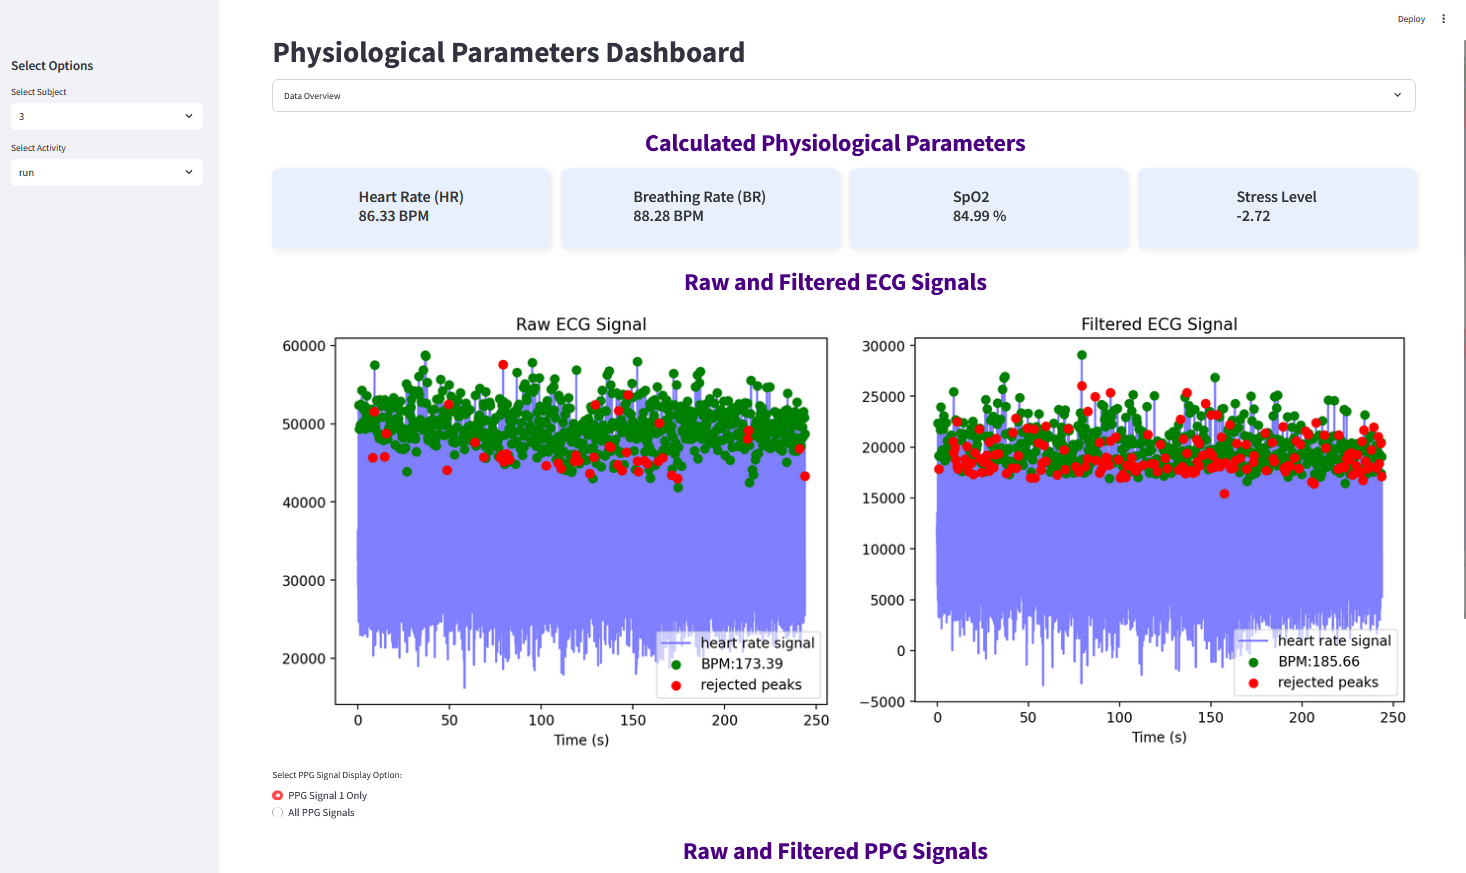 Deploy
Select Options
Select Subject
3
Select Activity
run
Physiological Parameters Dashboard
Data Overview
Calculated Physiological Parameters
Heart Rate (HR)
86.33 BPM
Breathing Rate (BR)
88.28 BPM
SpO2
84.99 %
Stress Level
-2.72
Raw and Filtered ECG Signals
Raw ECG Signal
60000
50000
40000
30000
20000
heart rate signal
BPM:173.39
rejected peaks
0 50 100 150 200 250
Time (s)
Filtered ECG Signal
30000
25000
20000
15000
10000
5000
0
−5000
heart rate signal
BPM:185.66
rejected peaks
0 50 100 150 200 250
Time (s)
Select PPG Signal Display Option:
PPG Signal 1 Only
All PPG Signals
Raw and Filtered PPG Signals